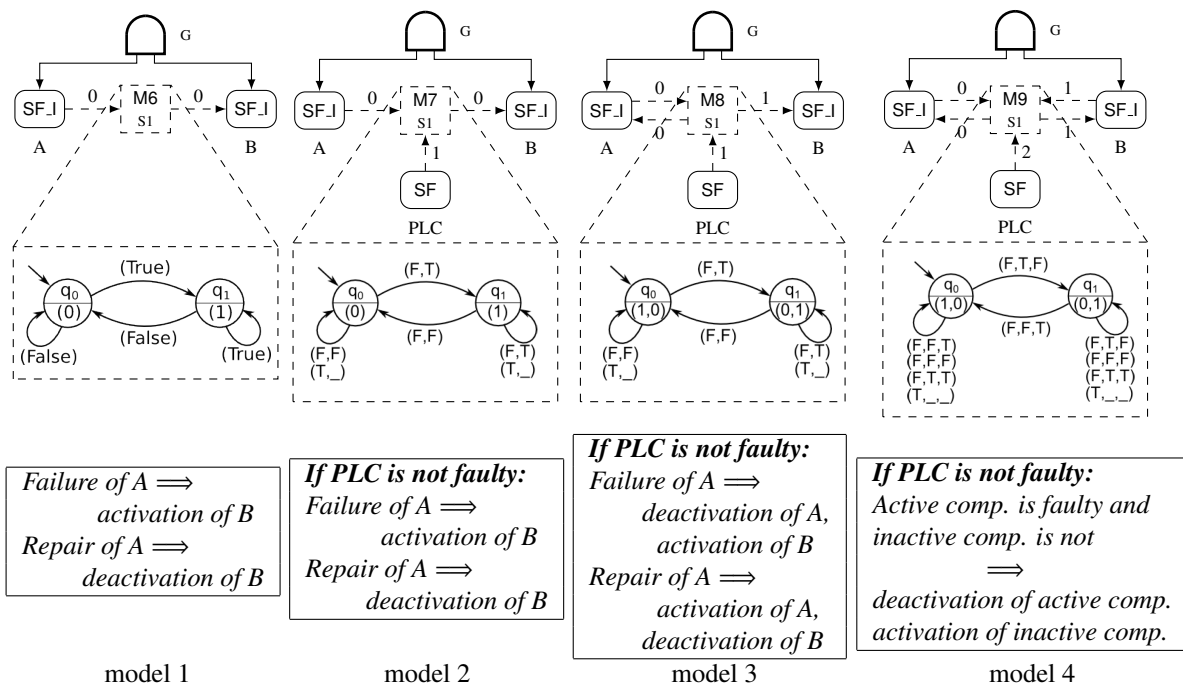 G
SF_I 0 M6 0 SF_I
S1
A B
(True)
q0 q1
(0) (1)
(False)
(False) (True)
Failure of A ⟹
activation of B
Repair of A ⟹
deactivation of B
model 1
G
SF_I 0 M7 0 SF_I
S1
A B
1
SF
PLC
(F,T)
q0 q1
(0) (1)
(F,F)
(F,F) (F,T)
(T,_) (T,_)
If PLC is not faulty:
Failure of A ⟹
activation of B
Repair of A ⟹
deactivation of B
model 2
G
SF_I 0 M8 1 SF_I
0 S1
A B
1
SF
PLC
(F,T)
q0 q1
(1,0) (0,1)
(F,F)
(F,F) (F,T)
(T,_) (T,_)
If PLC is not faulty:
Failure of A ⟹
deactivation of A,
activation of B
Repair of A ⟹
activation of A,
deactivation of B
model 3
G
SF_I 0 M9 1 SF_I
0 S1 1
A B
2
SF
PLC
(F,T,F)
q0 q1
(1,0) (0,1)
(F,F,T)
(F,F,T) (F,T,F)
(F,F,F) (F,F,F)
(F,T,T) (F,T,T)
(T,_,_) (T,_,_)
If PLC is not faulty:
Active comp. is faulty and
inactive comp. is not
⟹
deactivation of active comp.
activation of inactive comp.
model 4